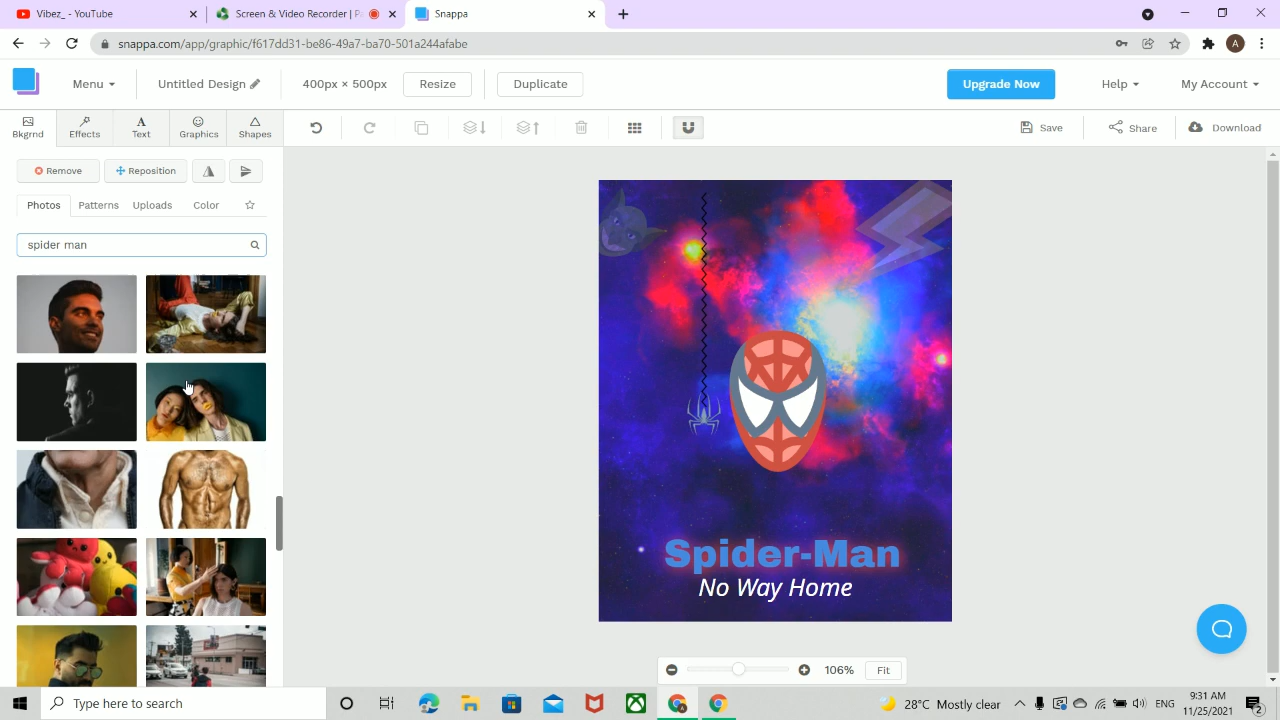 Vibez_ - YouTube
Screen & Video Recorder | Pi
Snappa
snappa.com/app/graphic/f617dd31-be86-49a7-ba70-501a244afabe
A
Menu
Untitled Design
400px × 500px
Resize
Duplicate
Upgrade Now
Help
My Account
Bkgrnd
Effects
Text
Graphics
Shapes
Save
Share
Download
Remove
Reposition
Photos
Patterns
Uploads
Color
spider man
Spider-Man
No Way Home
106%
Fit
Type here to search
28°C Mostly clear
ENG
9:31 AM
11/25/2021
2